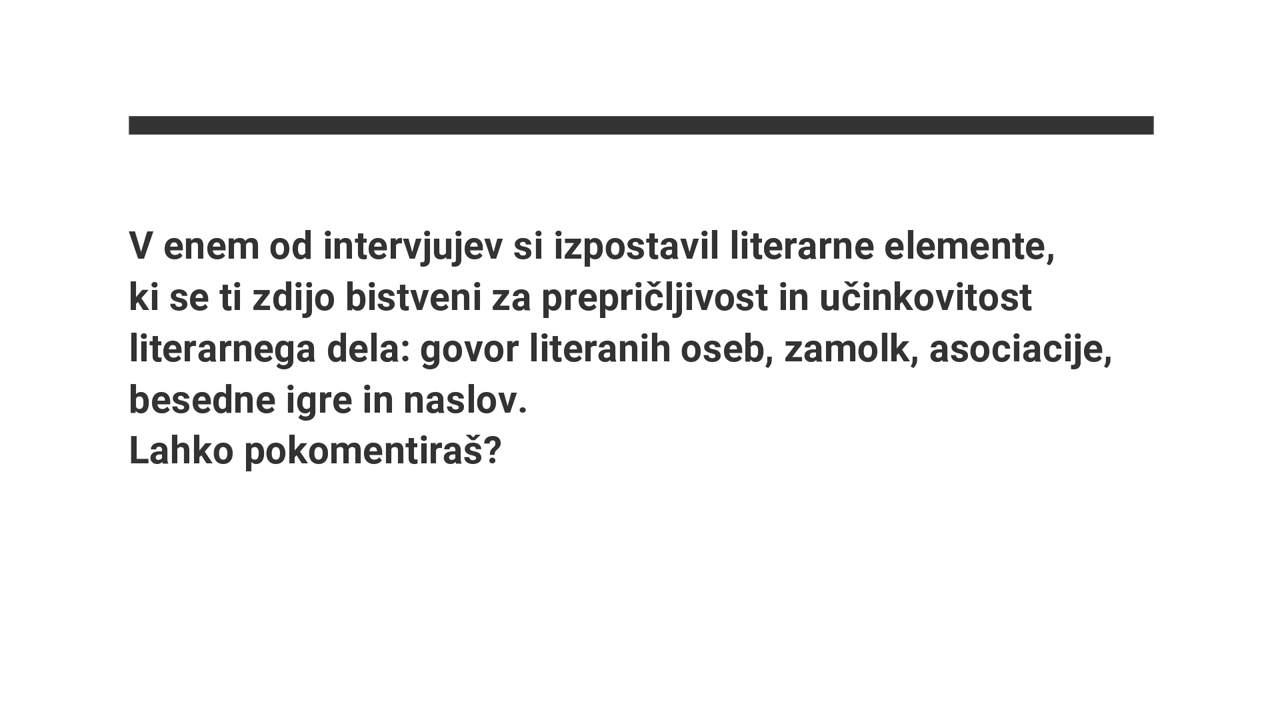 V enem od intervjujev si izpostavil literarne elemente,
ki se ti zdijo bistveni za prepričljivost in učinkovitost
literarnega dela: govor literanih oseb, zamolk, asociacije,
besedne igre in naslov.
Lahko pokomentiraš?